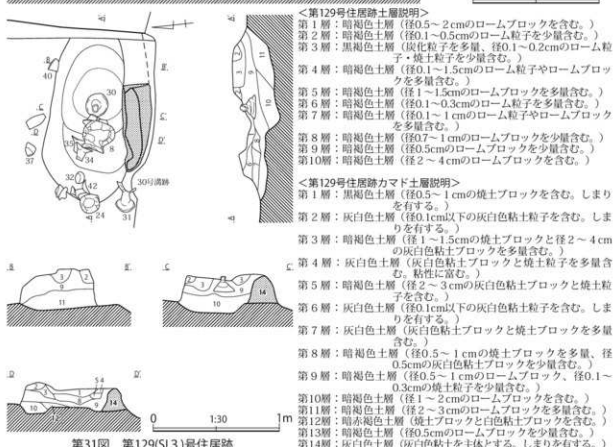 <第129号住居跡土層説明>
第1層：暗褐色土層（径0.5～2cmのロームブロックを含む。）
第2層：暗褐色土層（径0.1～0.5cmのローム粒子を少量含む。）
第3層：黒褐色土層（炭化粒子を多量、径0.1～0.2cmのローム粒
子・焼土粒子を少量含む。）
第4層：暗褐色土層（径0.1～1.5cmのローム粒子やロームブロッ
クを多量含む。）
第5層：暗褐色土層（径1～1.5cmのロームブロックを多量含む。）
第6層：暗褐色土層（径0.1～0.3cmのローム粒子を多量含む。）
第7層：暗褐色土層（径0.1～1cmのローム粒子やロームブロック
を多量含む。）
第8層：暗褐色土層（径0.7～1cmのロームブロックを少量含む。）
第9層：暗褐色土層（径0.5cmのロームブロックを少量含む。）
第10層：暗褐色土層（径2～4cmのロームブロックを含む。）
<第129号住居跡カマド土層説明>
第1層：黒褐色土層（径0.5～1cmの焼土ブロックを含む。しまり
を有する。）
第2層：灰白色土層（径0.1cm以下の灰白色粘土粒子を含む。しま
りを有する。）
第3層：暗褐色土層（径1～1.5cmの焼土ブロックと径2～4cm
の灰白色粘土ブロックを多量含む。）
第4層：灰白色土層（灰白色粘土ブロックと焼土粒子を多量含
む。粘性に富む。）
第5層：暗褐色土層（径2～3cmの灰白色粘土ブロックと焼土粒
子を含む。）
第6層：灰白色土層（径0.1cm以下の灰白色粘土粒子を含む。しま
りを有する。）
第7層：灰白色土層（灰白色粘土ブロックと焼土ブロックを多量
含む。）
第8層：暗褐色土層（径0.5～1cmの焼土ブロックを多量、径
0.5cmの灰白色粘土ブロックを少量含む。）
第9層：暗褐色土層（径0.5～1cmのロームブロック、径0.1～
0.3cmの焼土粒子を少量含む。）
第10層：暗褐色土層（径1～2cmのロームブロックを含む。）
第11層：暗褐色土層（径2～3cmのロームブロックを多量含む。）
第12層：暗赤褐色土層（焼土ブロックと白色粘土ブロックを含む。）
第13層：暗褐色土層（径0.5cmのロームブロックを少量含む。）
第14層：灰白色土層（灰白色粘土を主体とする。しまりを有する。）
40
30
8
35
34
37
32
42
24
31
30号溝跡
B
B'
3
2
9
11
C
C'
3
9
10
14
D
D'
5 4
10
14
0
1:30
1m
第31図 第129(SI.3)号住居跡